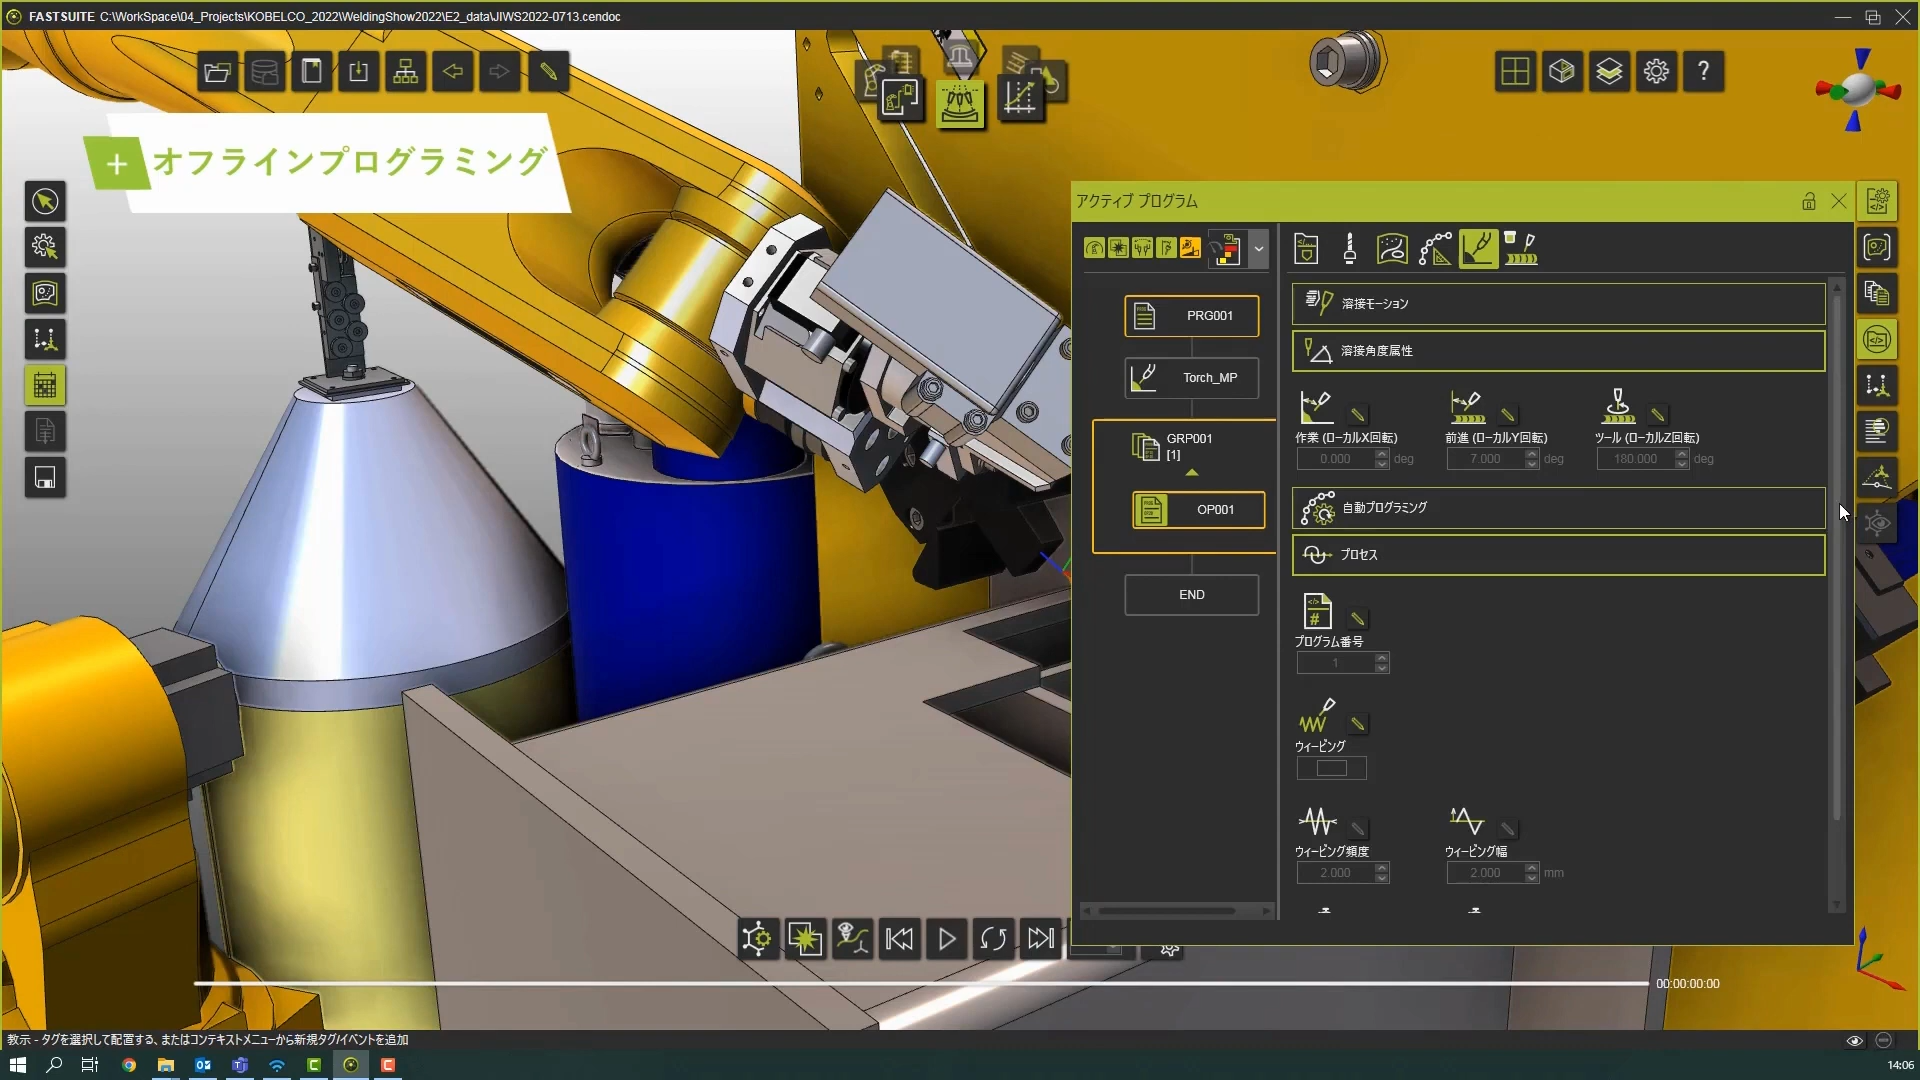 FASTSUITE C:\WorkSpace\04_Projects\KOBELCO_2022\WeldingShow2022\E2_data\JIWS2022-0713.cendoc
+オフラインプログラミング
?
アクティブ プログラム
PRG001
Torch_MP
GRP001
[1]
OP001
END
溶接モーション
溶接角度属性
作業 (ローカルX回転) 前進 (ローカルY回転) ツール (ローカルZ回転)
0.000 deg 7.000 deg 180.000 deg
自動プログラミング
プロセス
プログラム番号
1
ウィービング
ウィービング頻度 ウィービング幅
2.000 2.000 mm
00:00:00:00
教示 - タグを選択して配置する、またはコンテキストメニューから新規タグ/イベントを追加
14:06